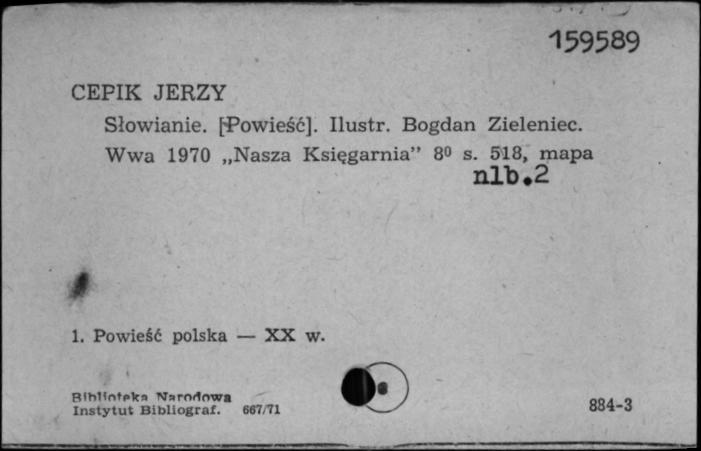 159589
CEPIK JERZY
Słowianie. [Powieść]. Ilustr. Bogdan Zieleniec.
Wwa 1970 „Nasza Księgarnia" 8⁰ s. 518, mapa
nlb.2
1. Powieść polska — XX w.
Biblioteka Narodowa
Instytut Bibliograf. 667/71
884-3